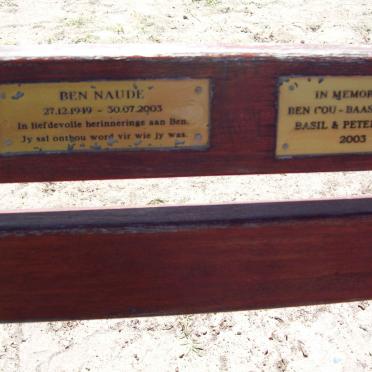 BEN NAUDE
27.12.1949 - 30.07.2003
In liefdevolle herinneringe aan Ben.
Jy sal onthou word vir wie jy was.
IN MEMOR
BEN COU - BAAS
BASIL & PETE
2003